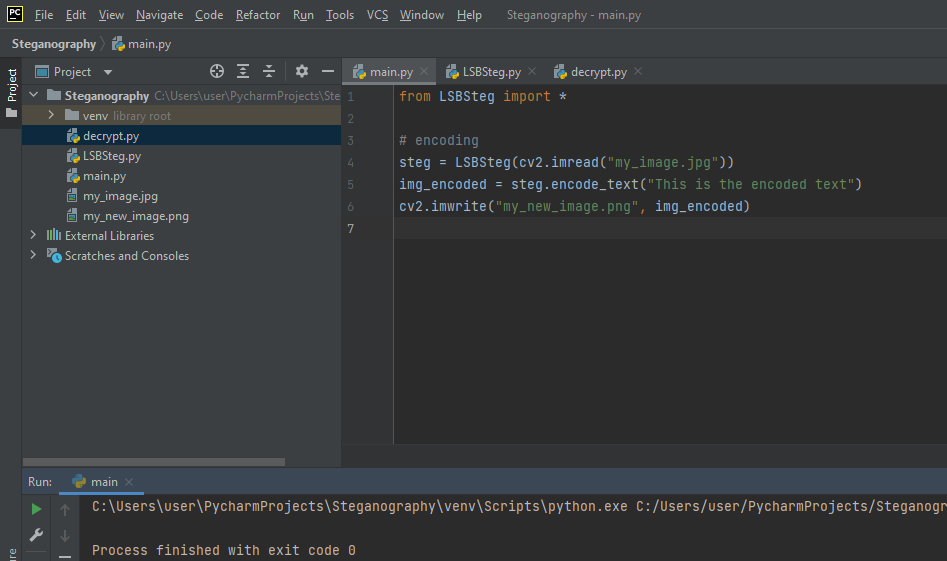 PC File Edit View Navigate Code Refactor Run Tools VCS Window Help Steganography - main.py
Steganography main.py
Project
Project
main.py LSBSteg.py decrypt.py
Steganography C:\Users\user\PycharmProjects\Ste
venv library root
decrypt.py
LSBSteg.py
main.py
my_image.jpg
my_new_image.png
External Libraries
Scratches and Consoles
1 from LSBSteg import *
2
3 # encoding
4 steg = LSBSteg(cv2.imread("my_image.jpg"))
5 img_encoded = steg.encode_text("This is the encoded text")
6 cv2.imwrite("my_new_image.png", img_encoded)
7
Run: main
C:\Users\user\PycharmProjects\Steganography\venv\Scripts\python.exe C:/Users/user/PycharmProjects/Steganogr
Process finished with exit code 0